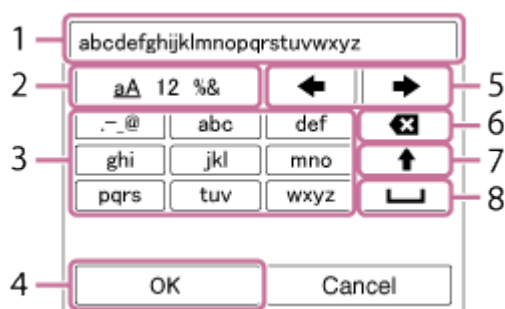 1 abcdefghijklmnopqrstuvwxyz
2 aA 12 %& 5
.-_@ abc def 6
3 ghi jkl mno 7
pqrs tuv wxyz 8
4 OK Cancel